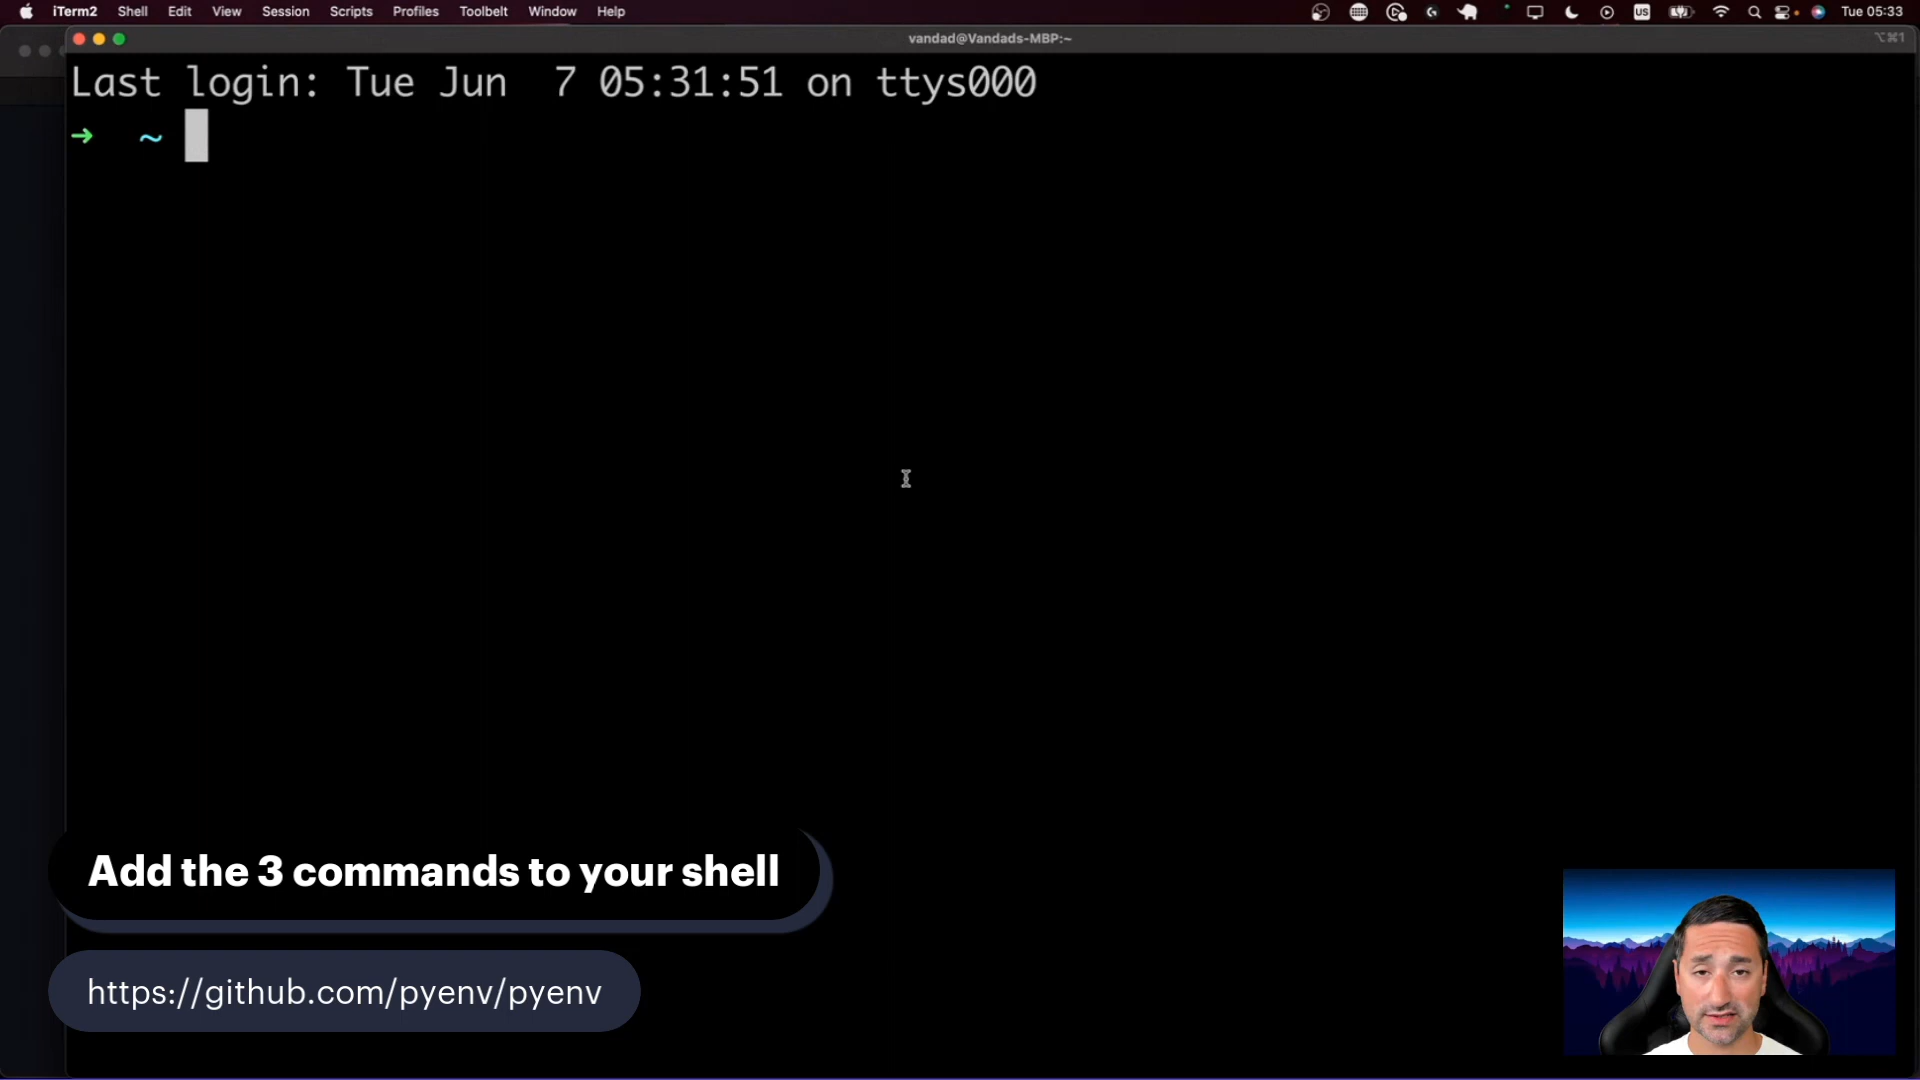 iTerm2 Shell Edit View Session Scripts Profiles Toolbelt Window Help US Tue 05:33
vandad@Vandads-MBP:~ ⌥⌘1
Last login: Tue Jun  7 05:31:51 on ttys000
➜ ~
Add the 3 commands to your shell
https://github.com/pyenv/pyenv